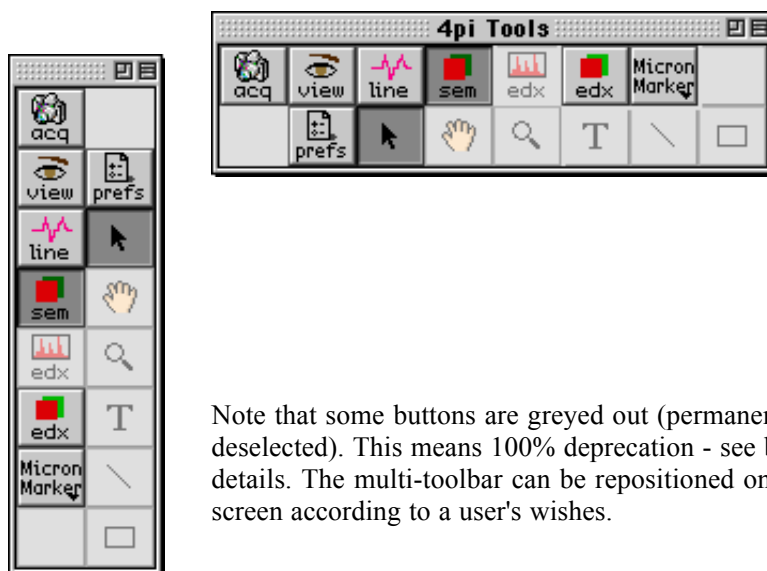 4pi Tools
acq view line sem edx edx Micron Marker
prefs T
acq
view prefs
line
sem
edx
edx T
Micron
Marker
Note that some buttons are greyed out
deselected). This means 100% deprecation - see
details. The multi-toolbar can be repositioned on
screen according to a user's wishes.